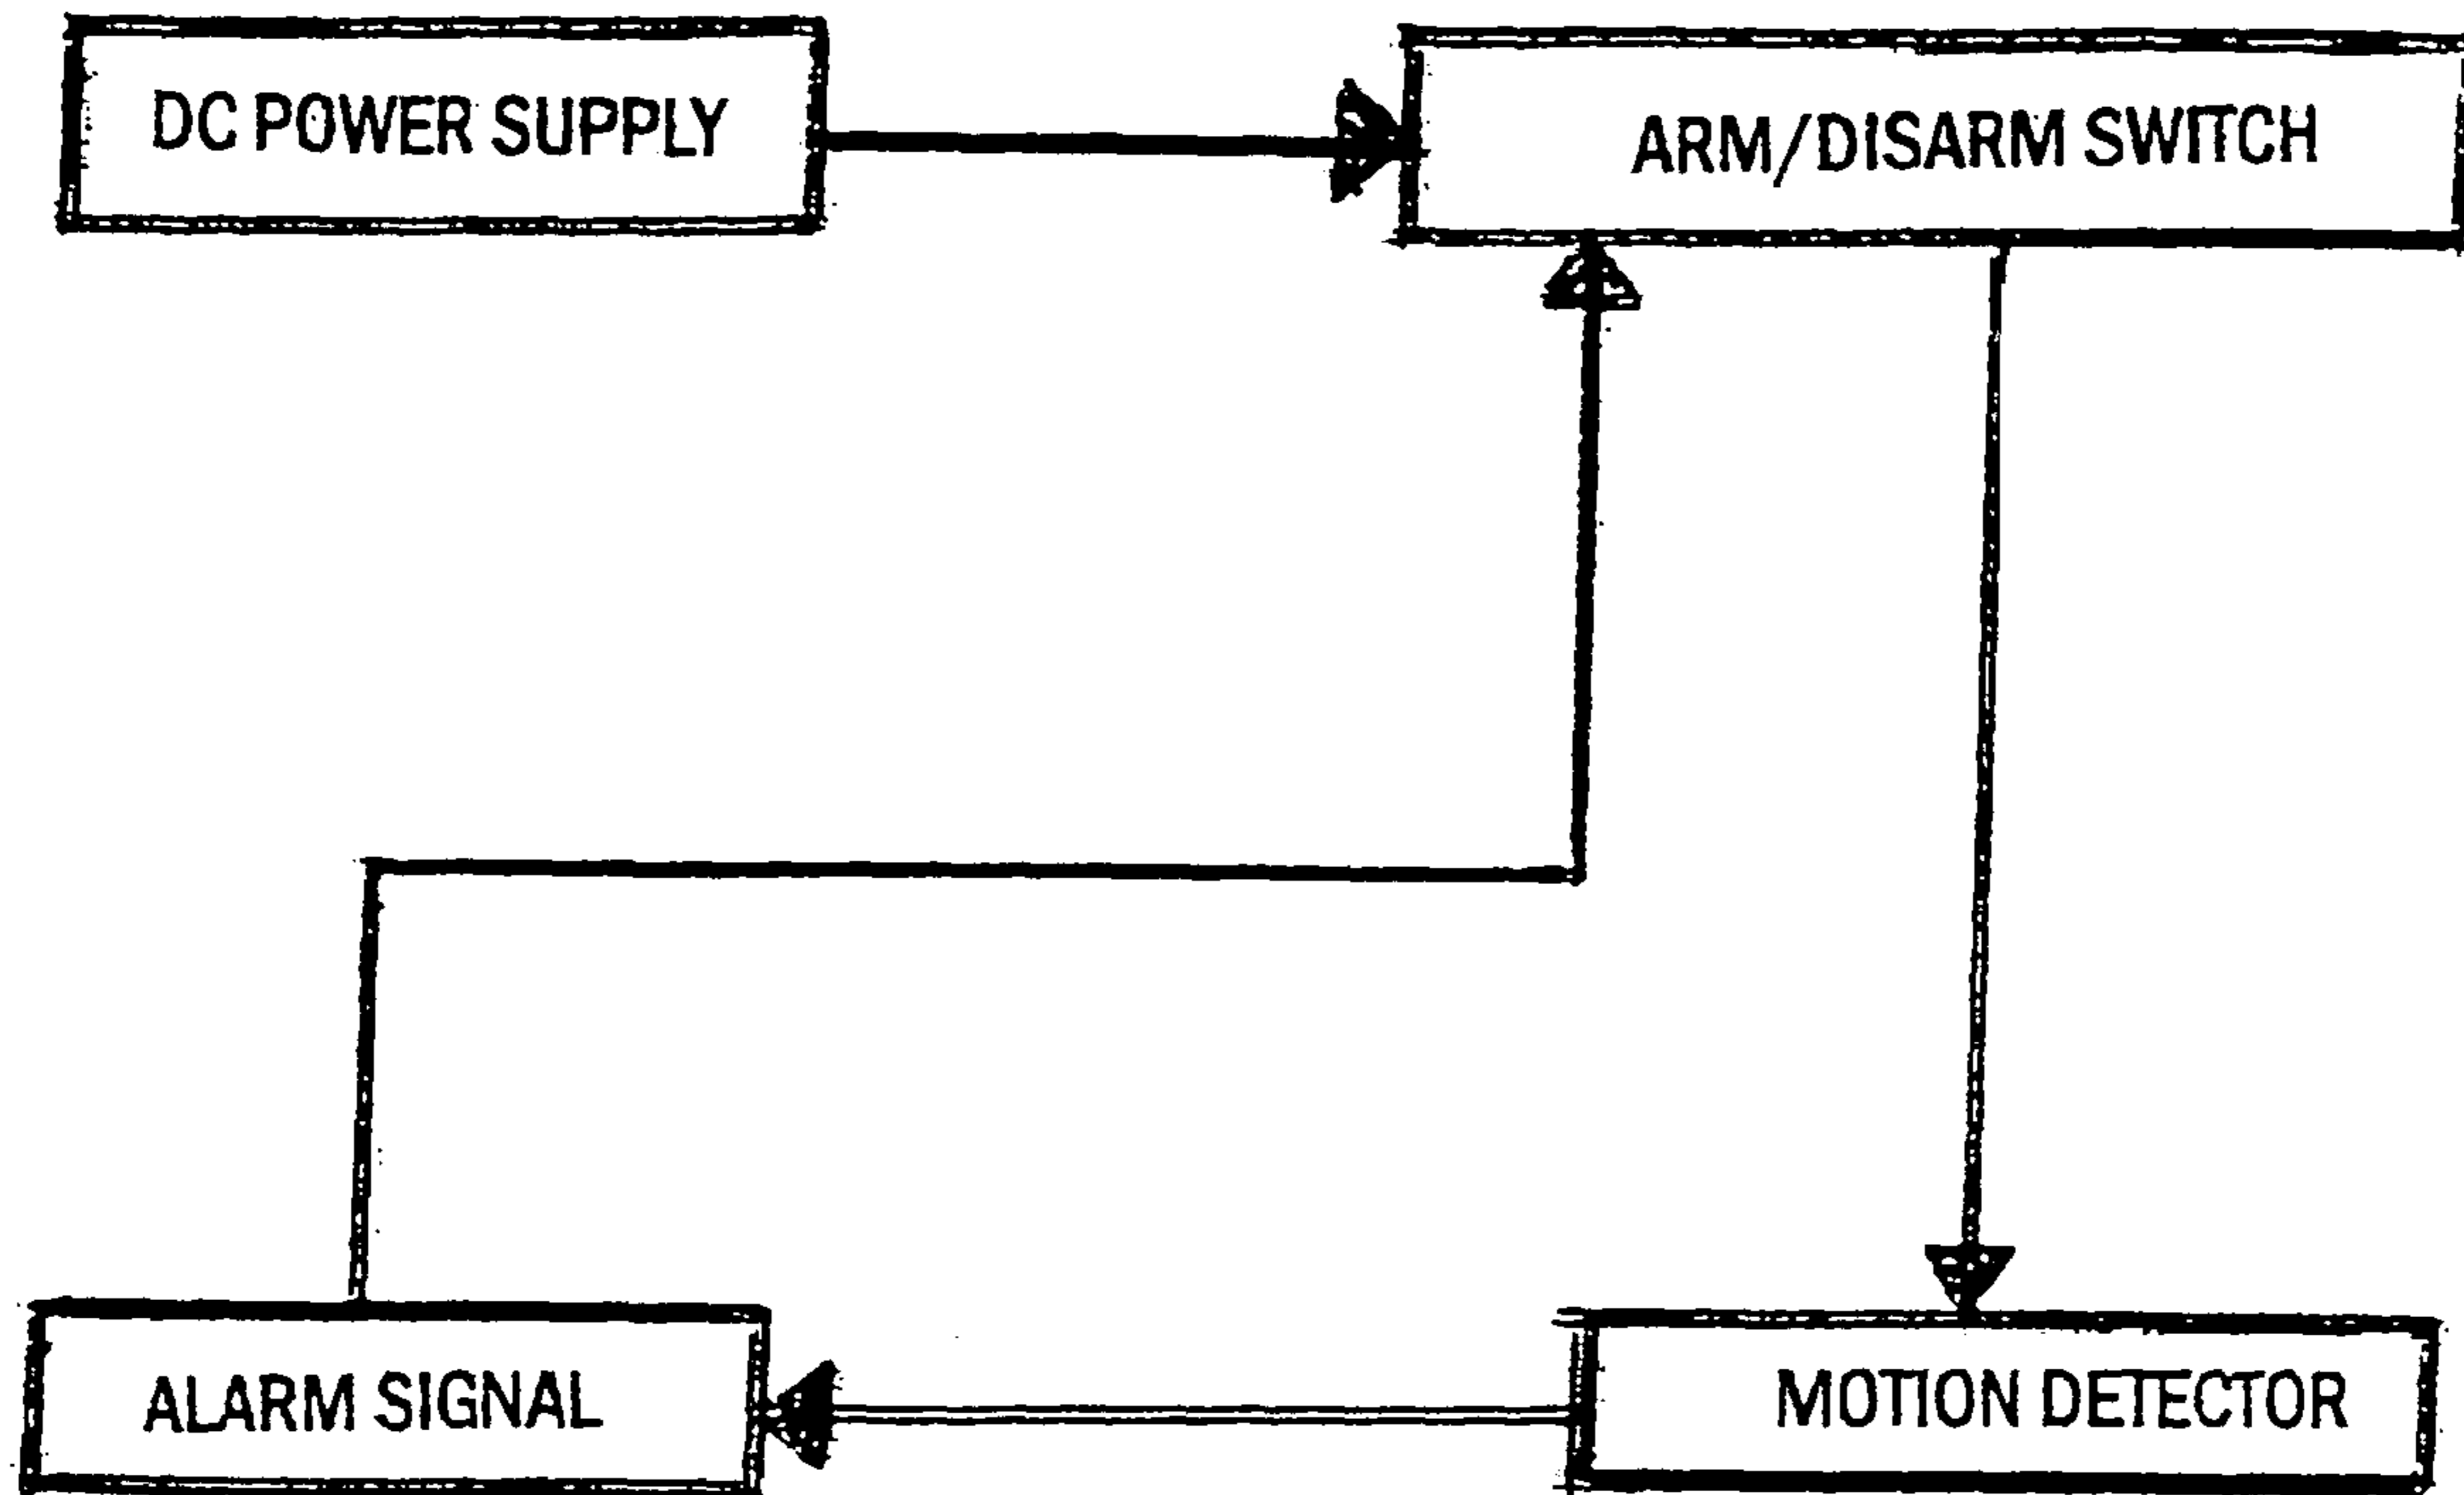 DC POWER SUPPLY
ARM/DISARM SWITCH
ALARM SIGNAL
MOTION DETECTOR